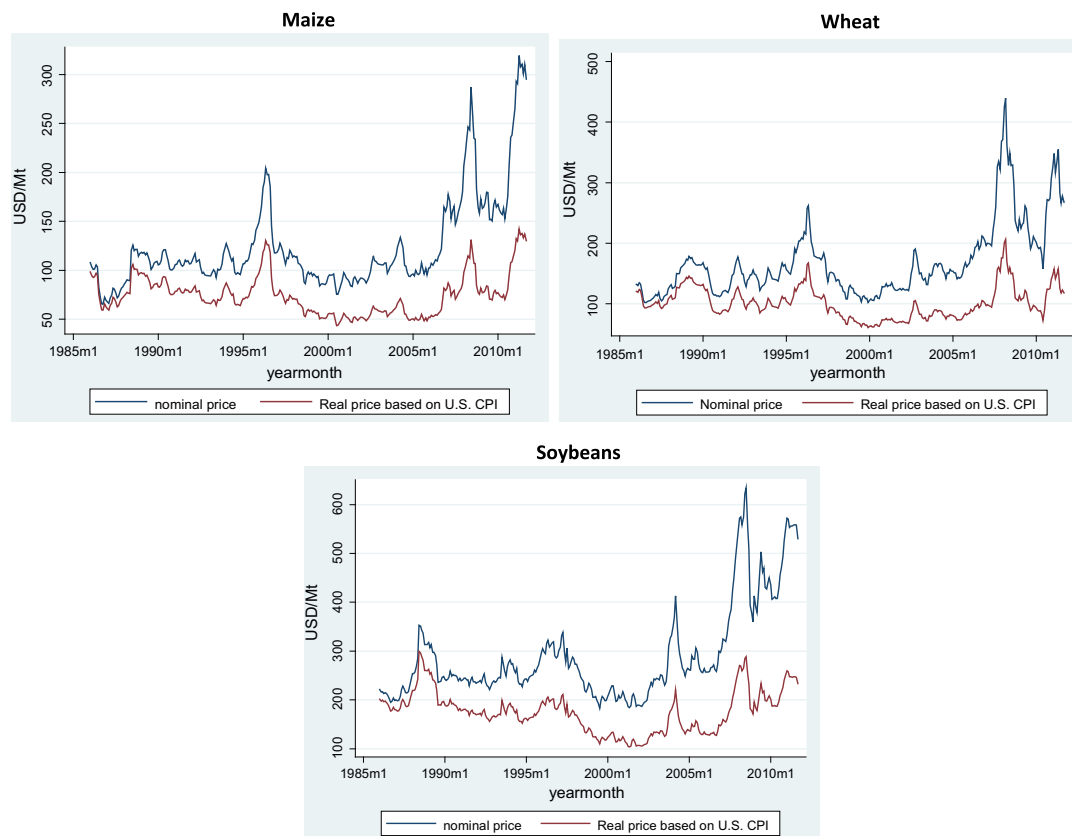 Maize
USD/Mt
300
250
200
150
100
50
1985m1 1990m1 1995m1 2000m1 2005m1 2010m1
yearmonth
nominal price Real price based on U.S. CPI
Wheat
500
400
300
200
100
1985m1 1990m1 1995m1 2000m1 2005m1 2010m1
yearmonth
Nominal price Real price based on U.S. CPI
Soybeans
USD/Mt
600
500
400
300
200
100
1985m1 1990m1 1995m1 2000m1 2005m1 2010m1
yearmonth
nominal price Real price based on U.S. CPI